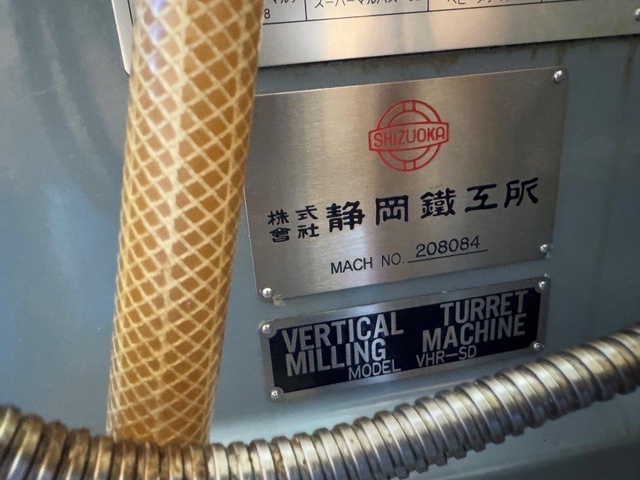 8
SHIZUOKA
株式
會社 静岡鐵工所
MACH NO. 208084
VERTICAL TURRET
MILLING MACHINE
MODEL VHR-SD